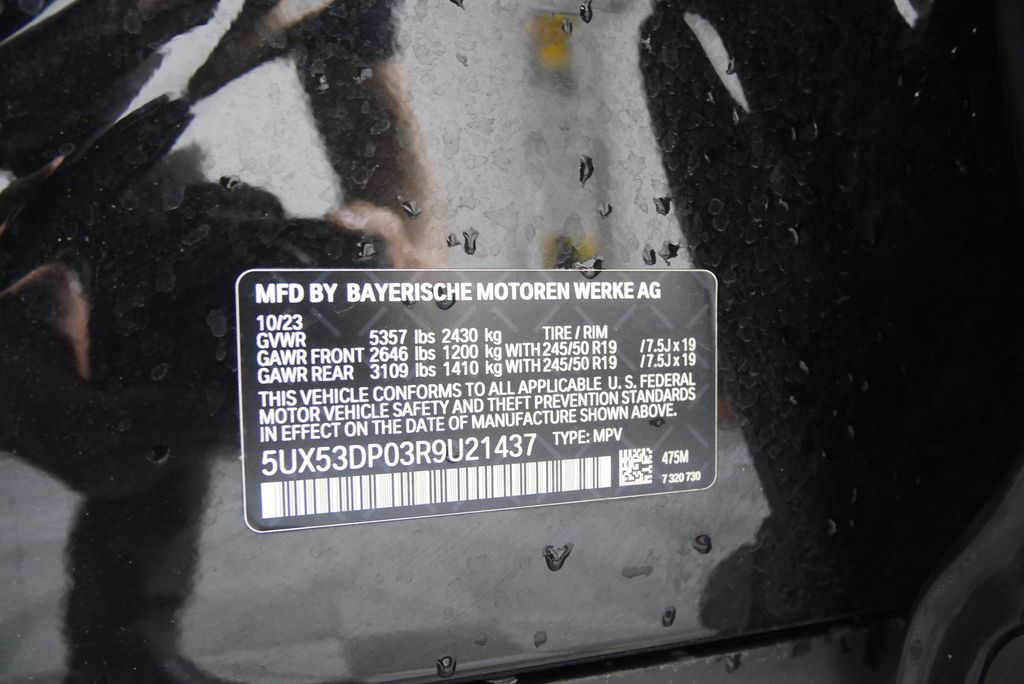 MFD BY BAYERISCHE MOTOREN WERKE AG
10/23
GVWR 5357 lbs 2430 kg TIRE / RIM
GAWR FRONT 2646 lbs 1200 kg WITH 245/50 R19 /7.5J x 19
GAWR REAR 3109 lbs 1410 kg WITH 245/50 R19 /7.5J x 19
THIS VEHICLE CONFORMS TO ALL APPLICABLE U. S. FEDERAL
MOTOR VEHICLE SAFETY AND THEFT PREVENTION STANDARDS
IN EFFECT ON THE DATE OF MANUFACTURE SHOWN ABOVE.
5UX53DP03R9U21437 TYPE: MPV
475M
7 320 730